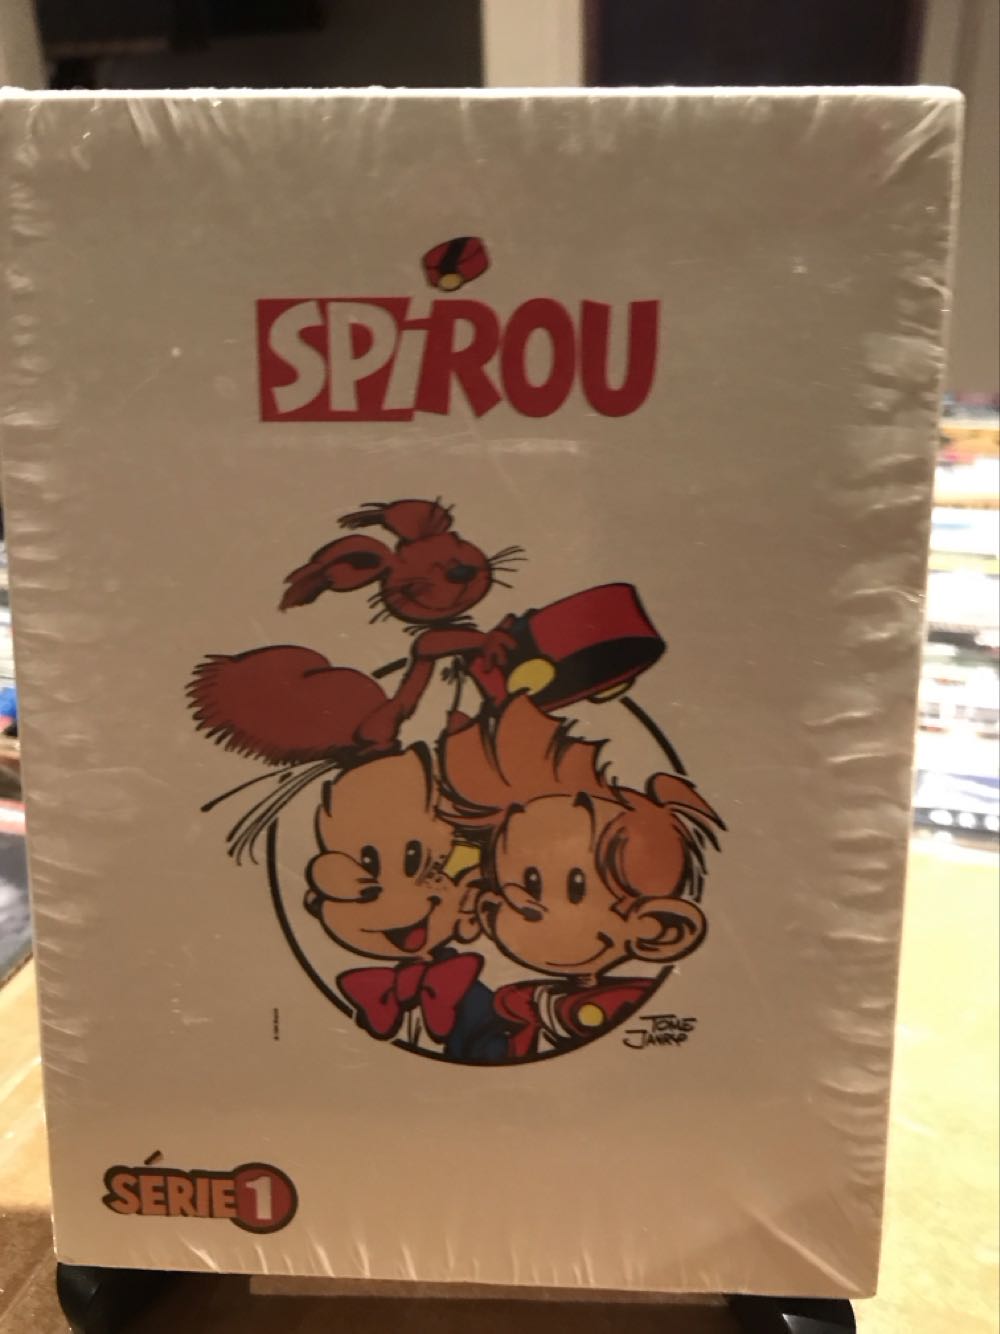 SPiROU
TOME
JANRY
SÉRIE 1